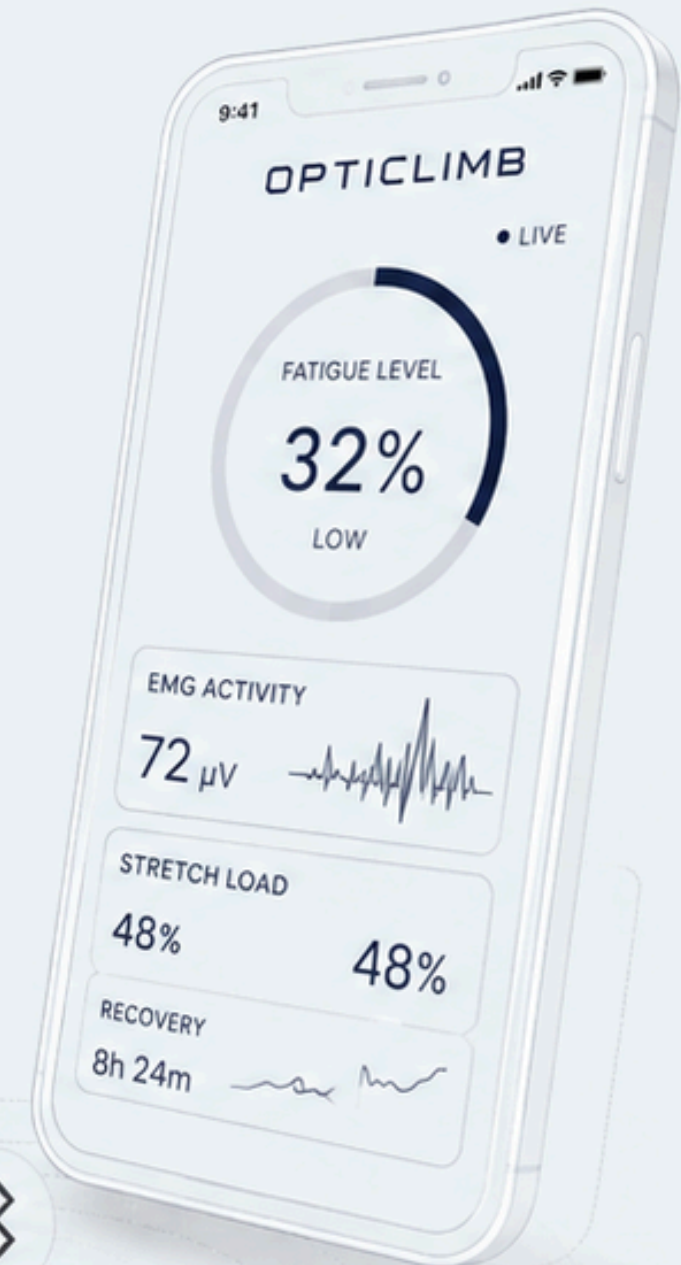 9:41
OPTICLIMB
LIVE
FATIGUE LEVEL
32%
LOW
EMG ACTIVITY
72 µV
STRETCH LOAD
48% 48%
RECOVERY
8h 24m